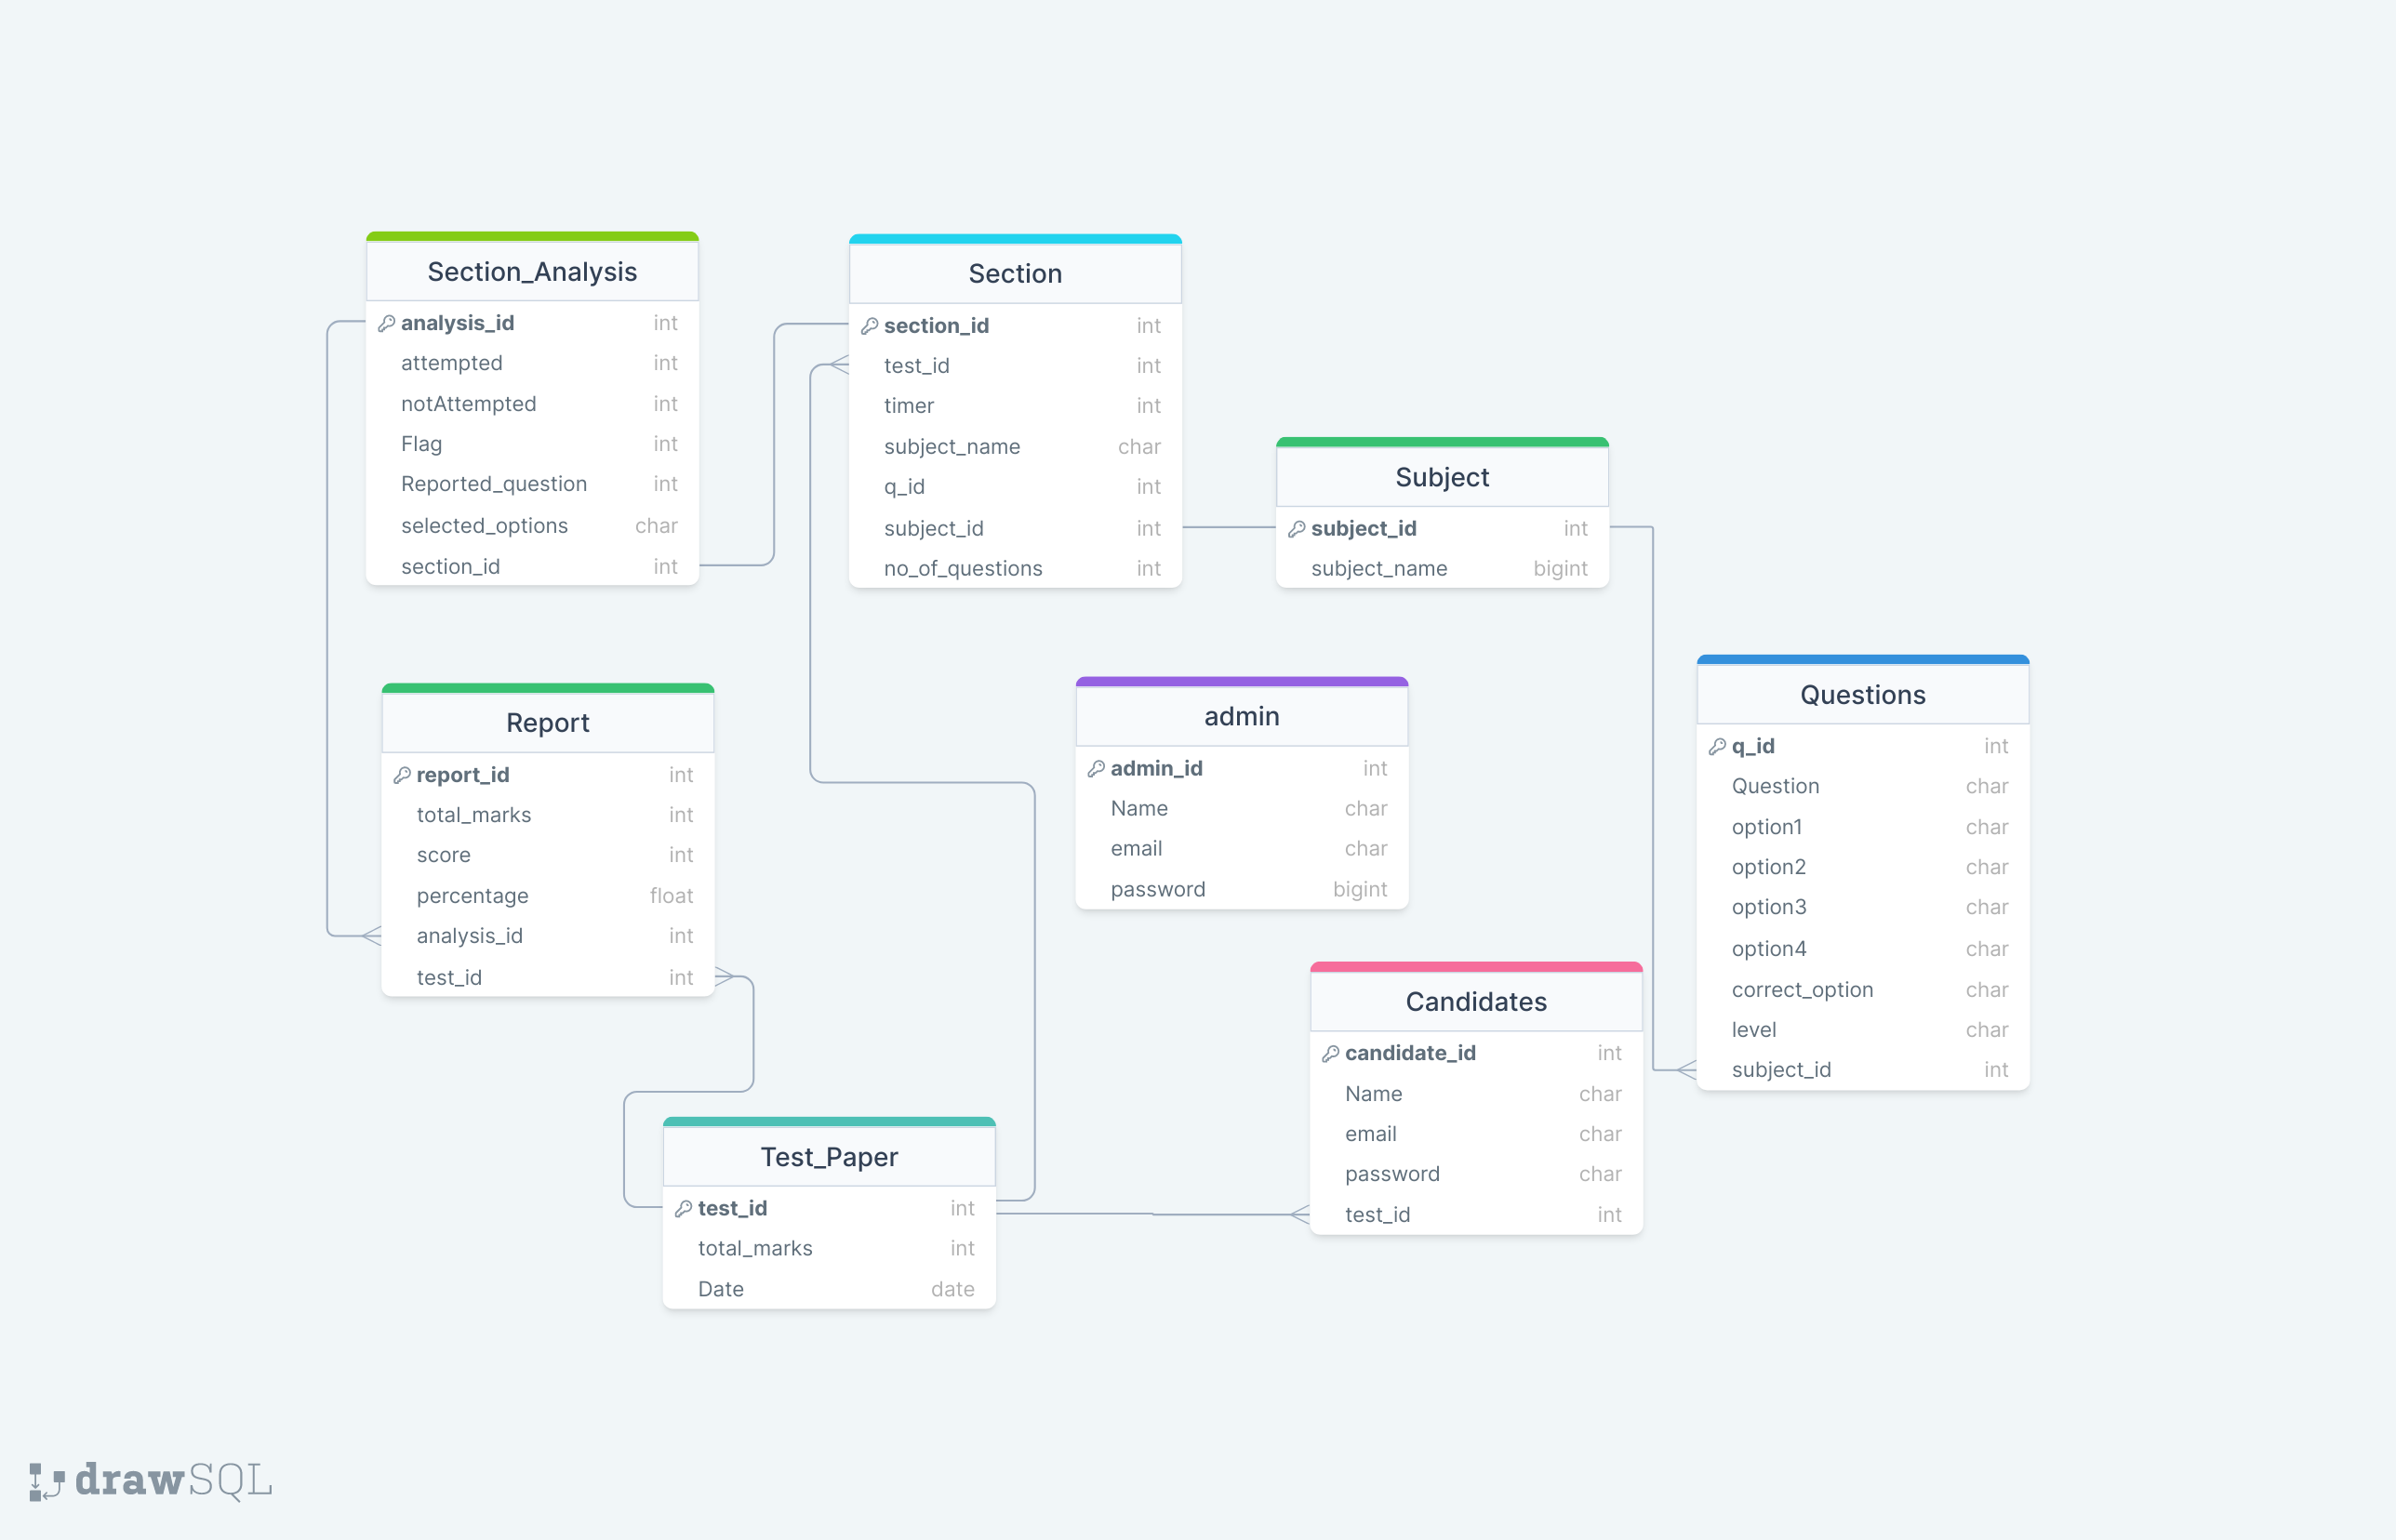 Section_Analysis
analysis_id int
attempted int
notAttempted int
Flag int
Reported_question int
selected_options char
section_id int
Section
section_id int
test_id int
timer int
subject_name char
q_id int
subject_id int
no_of_questions int
Subject
subject_id int
subject_name bigint
Report
report_id int
total_marks int
score int
percentage float
analysis_id int
test_id int
admin
admin_id int
Name char
email char
password bigint
Questions
q_id int
Question char
option1 char
option2 char
option3 char
option4 char
correct_option char
level char
subject_id int
Candidates
candidate_id int
Name char
email char
password char
test_id int
Test_Paper
test_id int
total_marks int
Date date
drawSQL